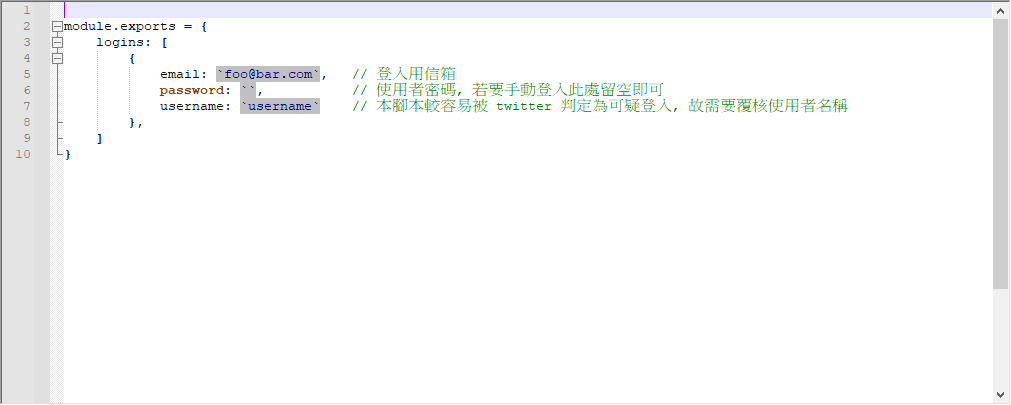 1
2 module.exports = {
3 logins: [
4 {
5 email: `foo@bar.com`, // 登入用信箱
6 password: ``, // 使用者密碼, 若要手動登入此處留空即可
7 username: `username` // 本腳本較容易被 twitter 判定為可疑登入, 故需要覆核使用者名稱
8 },
9 ]
10 }